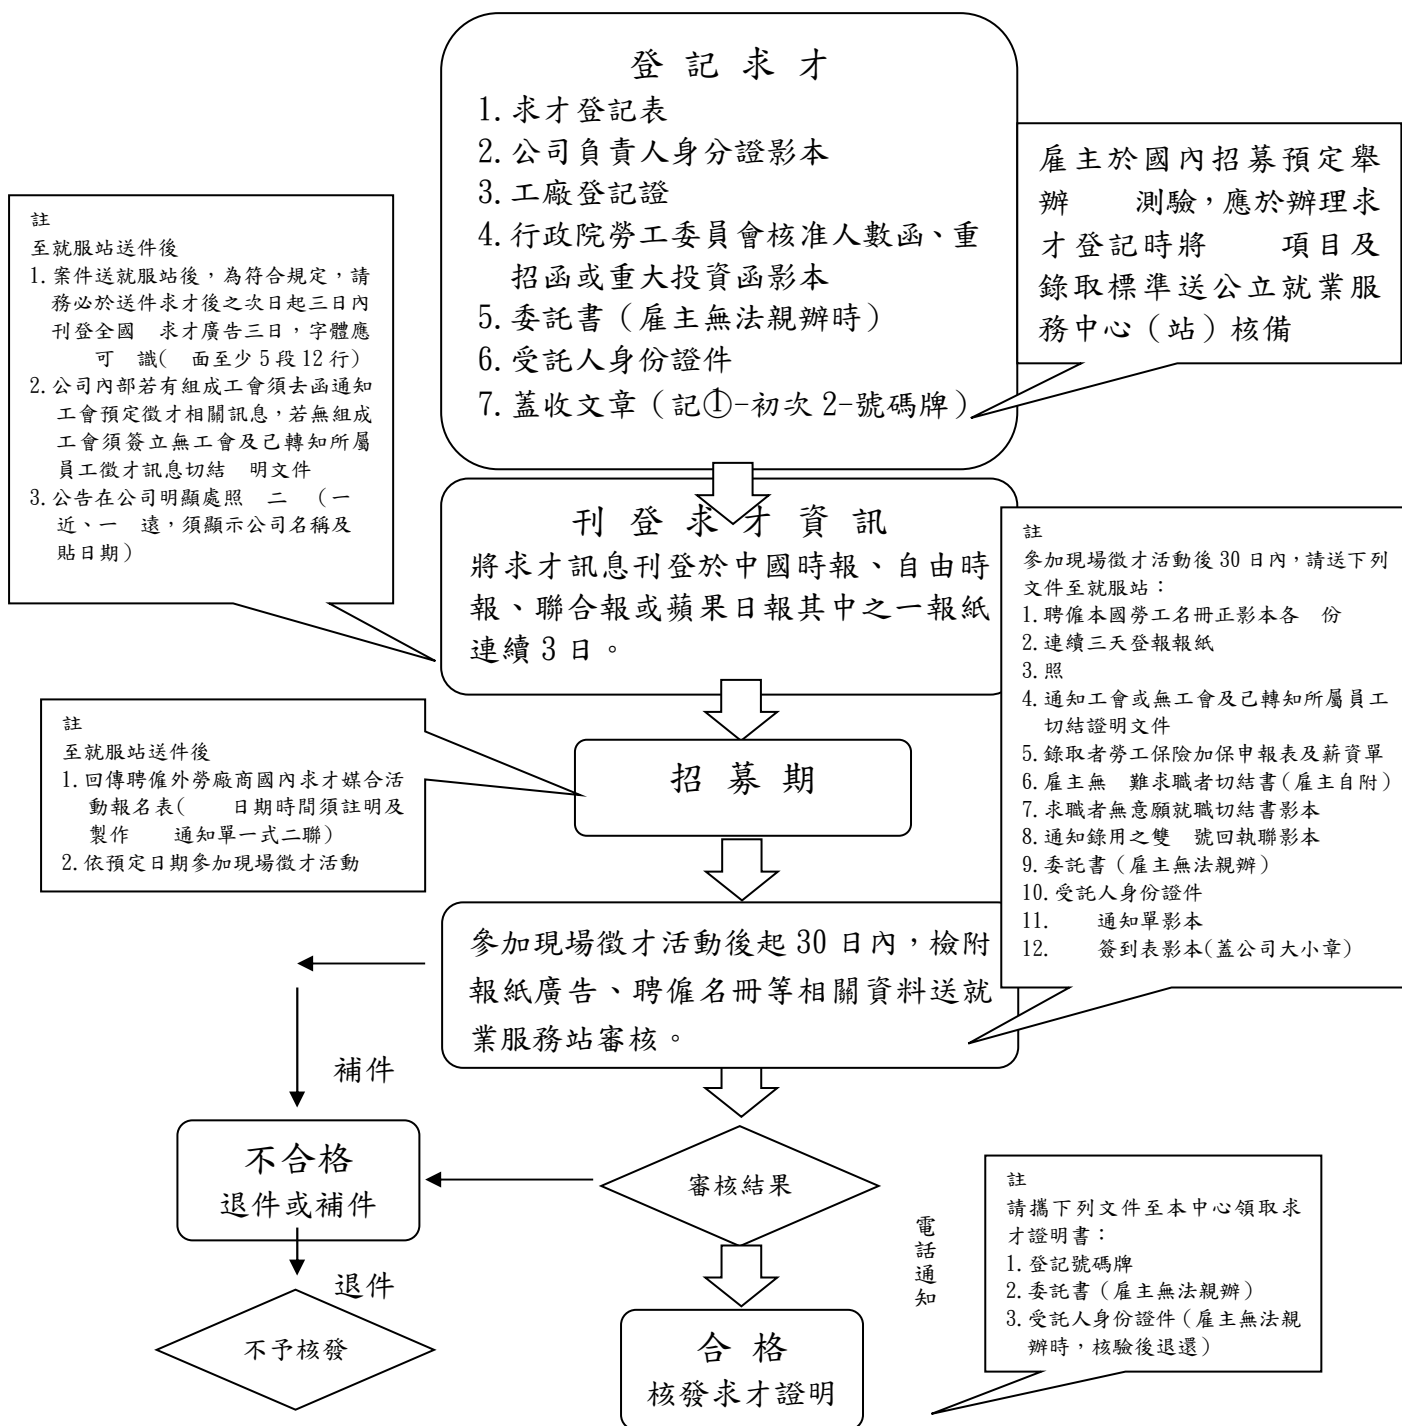 登記求才
1.求才登記表
2.公司負責人身分證影本
3.工廠登記證
4.行政院勞工委員會核准人數函、重
招函或重大投資函影本
5.委託書（雇主無法親辦時）
6.受託人身份證件
7.蓋收文章（記①-初次 2-號碼牌）
雇主於國內招募預定舉
辦 測驗，應於辦理求
才登記時將 項目及
錄取標準送公立就業服
務中心（站）核備
註
至就服站送件後
1.案件送就服站後，為符合規定，請
務必於送件求才後之次日起三日內
刊登全國 求才廣告三日，字體應
可 識( 面至少 5 段 12 行)
2.公司內部若有組成工會須去函通知
工會預定徵才相關訊息，若無組成
工會須簽立無工會及己轉知所屬
員工徵才訊息切結 明文件
3.公告在公司明顯處照 二 （一
近、一 遠，須顯示公司名稱及
貼日期）
刊登求才資訊
將求才訊息刊登於中國時報、自由時
報、聯合報或蘋果日報其中之一報紙
連續 3 日。
註
參加現場徵才活動後 30 日內，請送下列
文件至就服站：
1.聘僱本國勞工名冊正影本各 份
2.連續三天登報報紙
3.照
4.通知工會或無工會及己轉知所屬員工
切結證明文件
5.錄取者勞工保險加保申報表及薪資單
6.雇主無 難求職者切結書(雇主自附)
7.求職者無意願就職切結書影本
8.通知錄用之雙 號回執聯影本
9.委託書（雇主無法親辦）
10.受託人身份證件
11. 通知單影本
12. 簽到表影本(蓋公司大小章)
註
至就服站送件後
1.回傳聘僱外勞廠商國內求才媒合活
動報名表( 日期時間須註明及
製作 通知單一式二聯)
2.依預定日期參加現場徵才活動
招募期
參加現場徵才活動後起 30 日內，檢附
報紙廣告、聘僱名冊等相關資料送就
業服務站審核。
補件
不合格
退件或補件
審核結果
退件
不予核發
電話通知
合格
核發求才證明
註
請攜下列文件至本中心領取求
才證明書：
1.登記號碼牌
2.委託書（雇主無法親辦）
3.受託人身份證件（雇主無法親
辦時，核驗後退還）